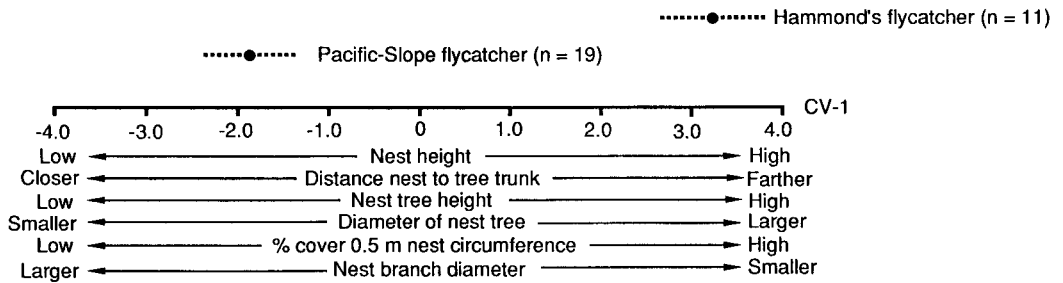 Hammond's flycatcher (n = 11)
Pacific-Slope flycatcher (n = 19)
CV-1
-4.0 -3.0 -2.0 -1.0 0 1.0 2.0 3.0 4.0
Low Nest height High
Closer Distance nest to tree trunk Farther
Low Nest tree height High
Smaller Diameter of nest tree Larger
Low % cover 0.5 m nest circumference High
Larger Nest branch diameter Smaller